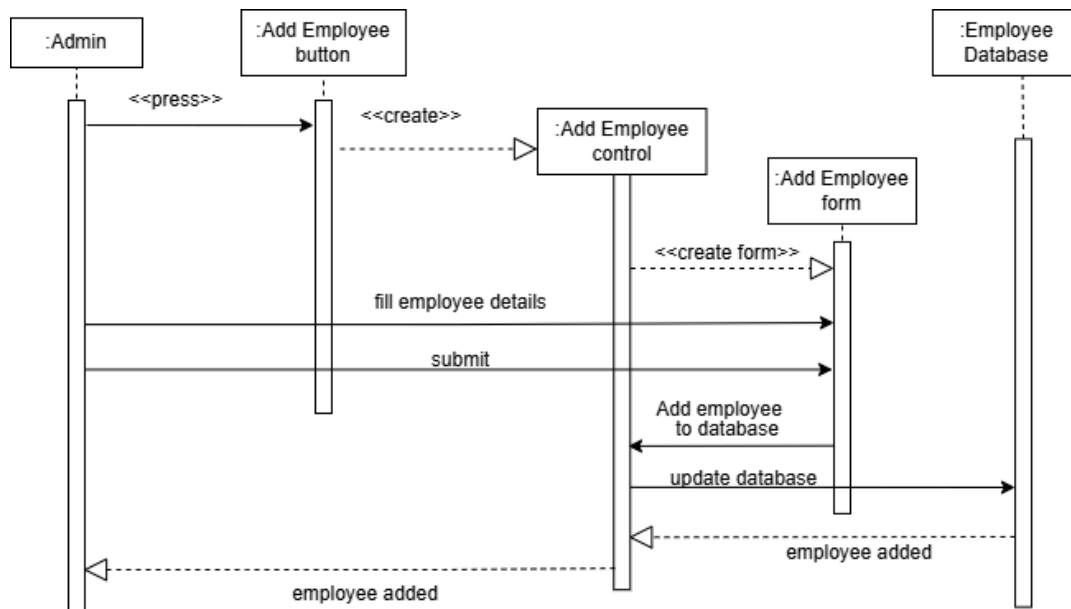 :Admin
:Add Employee
button
:Employee
Database
<<press>>
<<create>>
:Add Employee
control
:Add Employee
form
<<create form>>
fill employee details
submit
Add employee
to database
update database
employee added
employee added